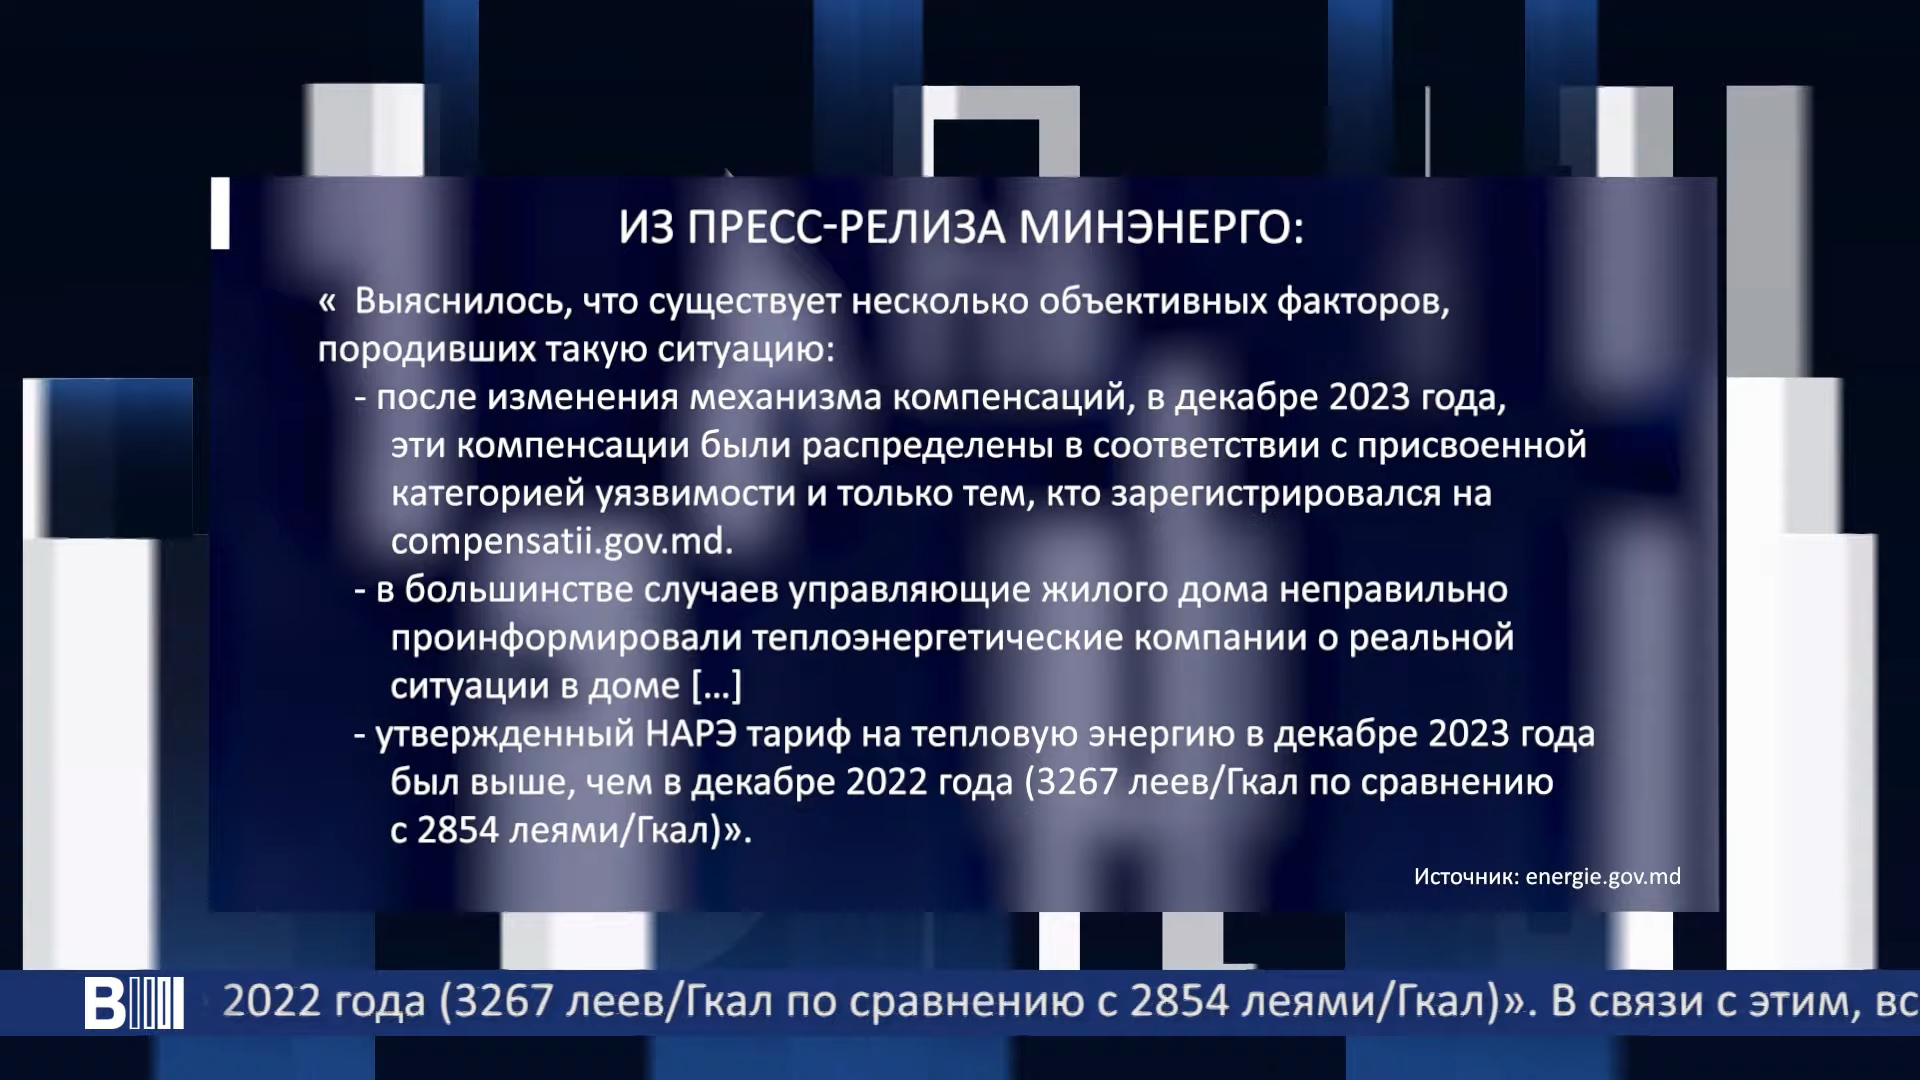 ИЗ ПРЕСС-РЕЛИЗА МИНЭНЕРГО:
« Выяснилось, что существует несколько объективных факторов,
породивших такую ситуацию:
- после изменения механизма компенсаций, в декабре 2023 года,
эти компенсации были распределены в соответствии с присвоенной
категорией уязвимости и только тем, кто зарегистрировался на
compensatii.gov.md.
- в большинстве случаев управляющие жилого дома неправильно
проинформировали теплоэнергетические компании о реальной
ситуации в доме [...]
- утвержденный НАРЭ тариф на тепловую энергию в декабре 2023 года
был выше, чем в декабре 2022 года (3267 леев/Гкал по сравнению
с 2854 леями/Гкал)».
Источник: energie.gov.md
В 2022 года (3267 леев/Гкал по сравнению с 2854 леями/Гкал)». В связи с этим, вс